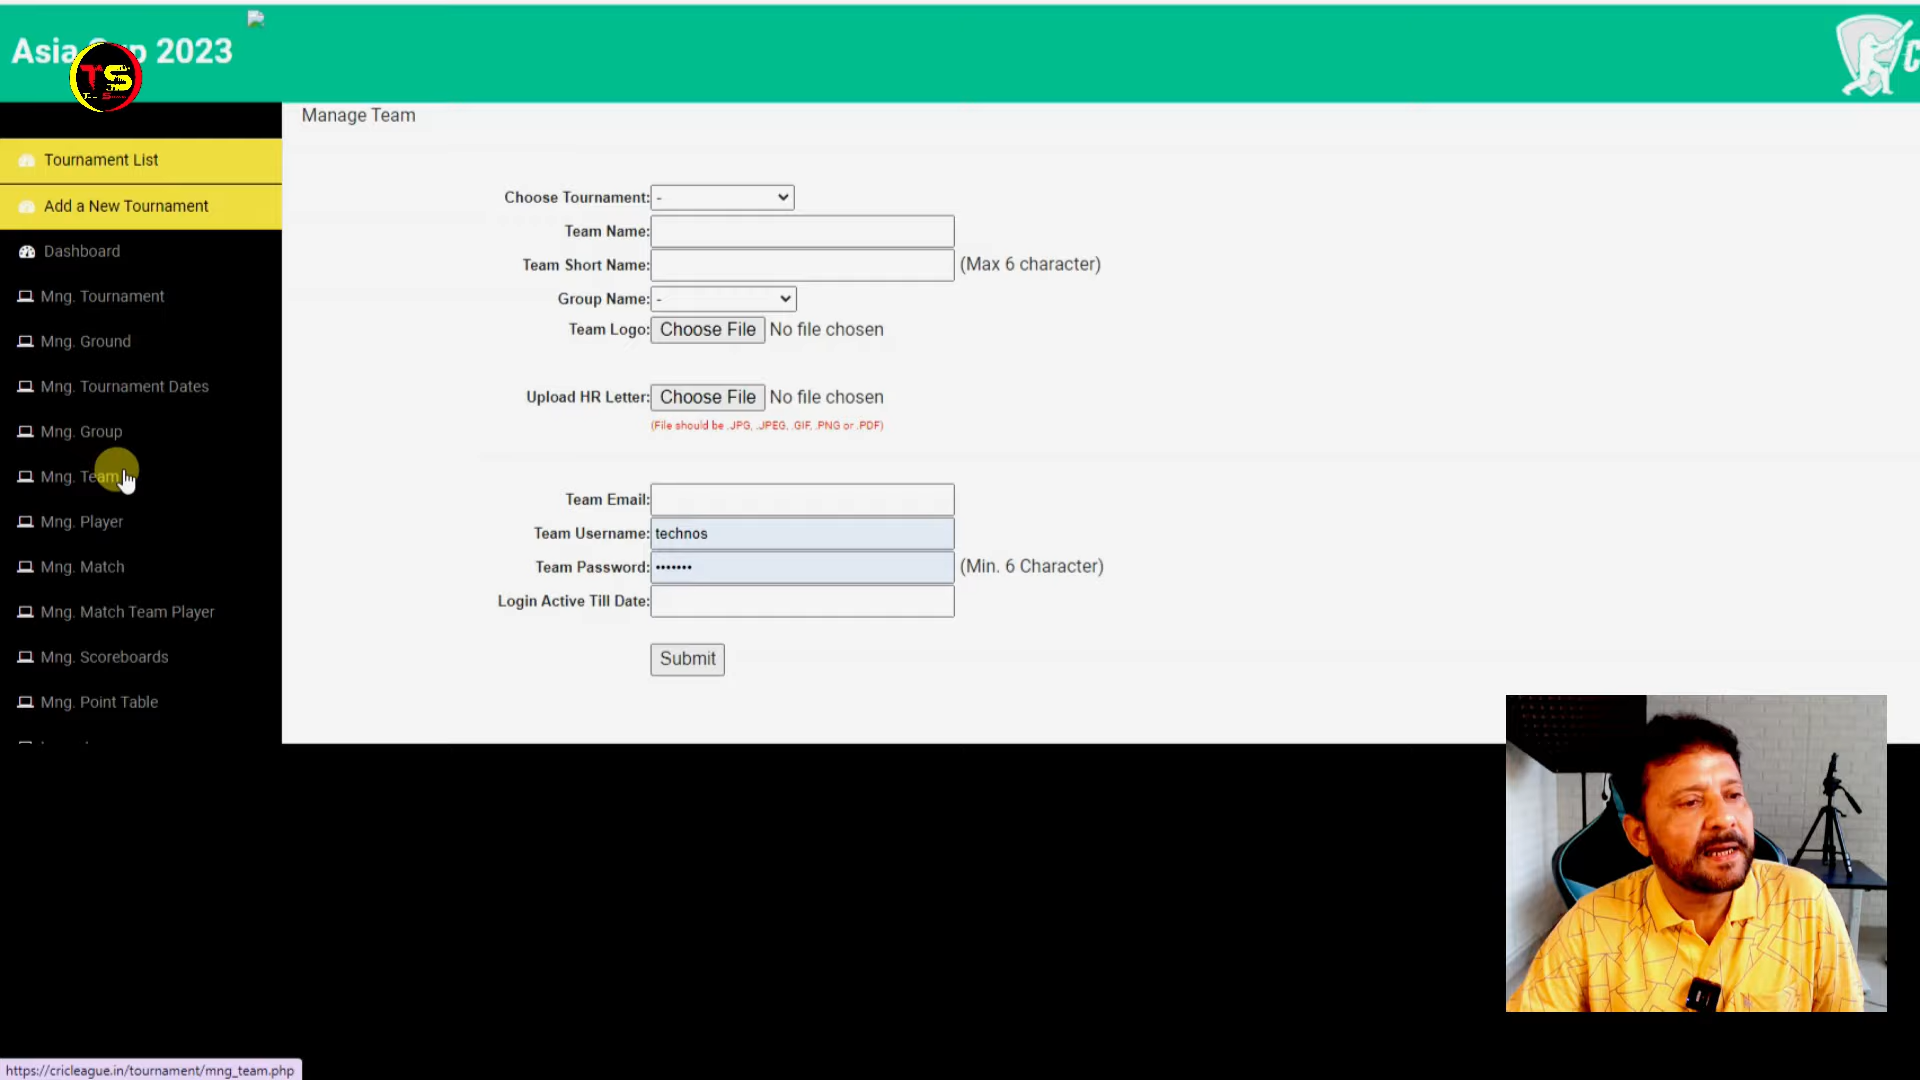 Asia Cup 2023
TS
Manage Team
Tournament List
Add a New Tournament
Dashboard
Mng. Tournament
Mng. Ground
Mng. Tournament Dates
Mng. Group
Mng. Team
Mng. Player
Mng. Match
Mng. Match Team Player
Mng. Scoreboards
Mng. Point Table
Choose Tournament: -
Team Name:
Team Short Name: (Max 6 character)
Group Name: -
Team Logo: Choose File No file chosen
Upload HR Letter: Choose File No file chosen
(File should be .JPG, .JPEG, .GIF, .PNG or .PDF)
Team Email:
Team Username: technos
Team Password: ••••••• (Min. 6 Character)
Login Active Till Date:
Submit
https://cricleague.in/tournament/mng_team.php